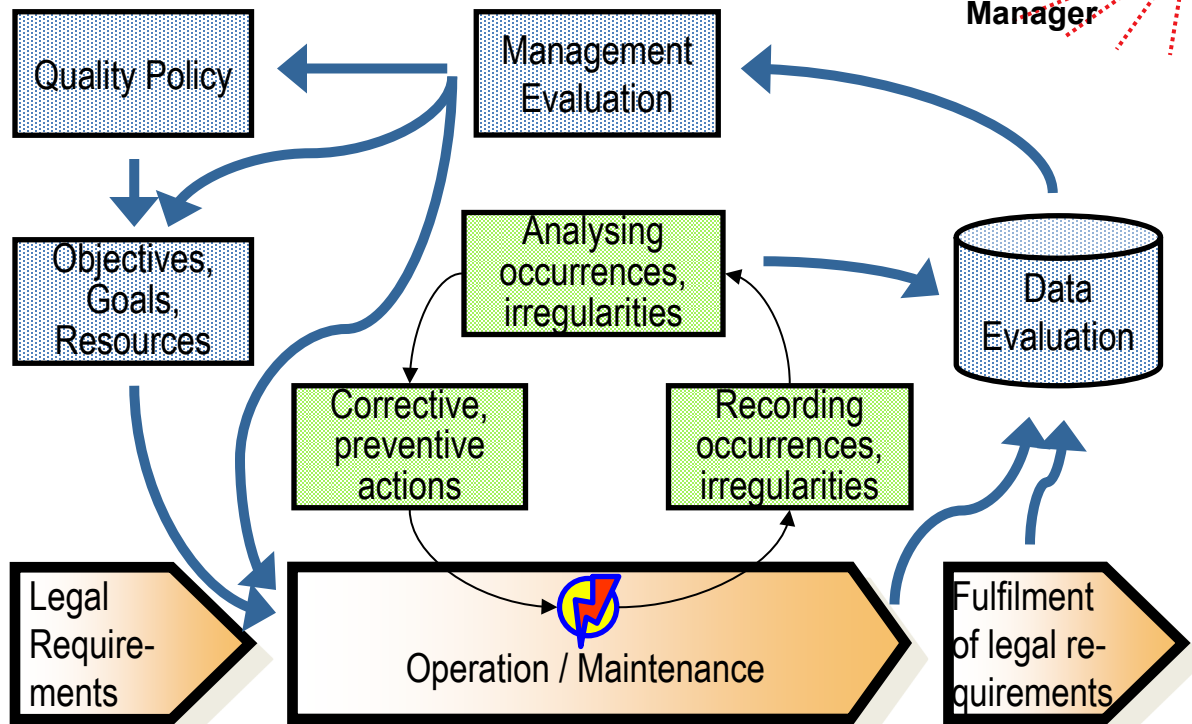 Manager
Quality Policy
Management
Evaluation
Objectives,
Goals,
Resources
Analysing
occurrences,
irregularities
Data
Evaluation
Corrective,
preventive
actions
Recording
occurrences,
irregularities
Legal
Require-
ments
Operation / Maintenance
Fulfilment
of legal re-
quirements